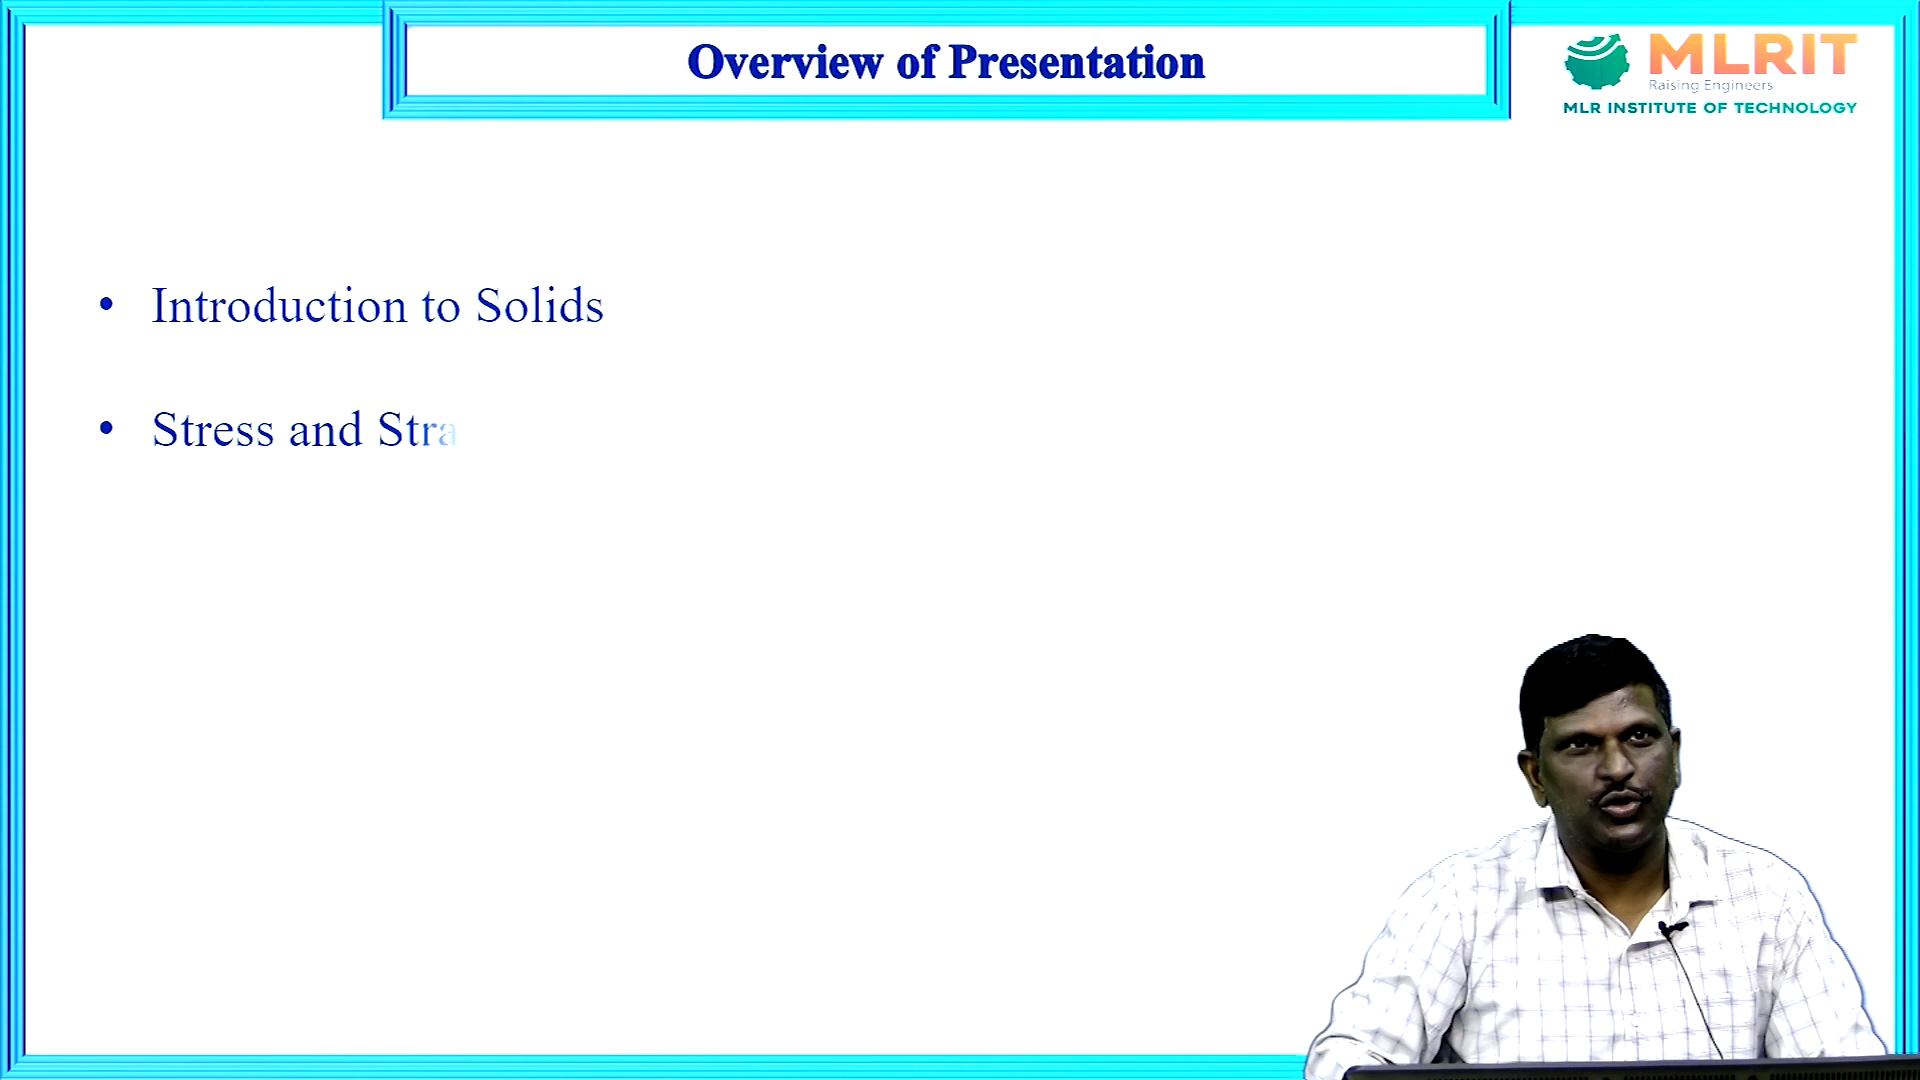 Overview of Presentation
MLRIT
Raising Engineers
MLR INSTITUTE OF TECHNOLOGY
• Introduction to Solids
• Stress and Stra